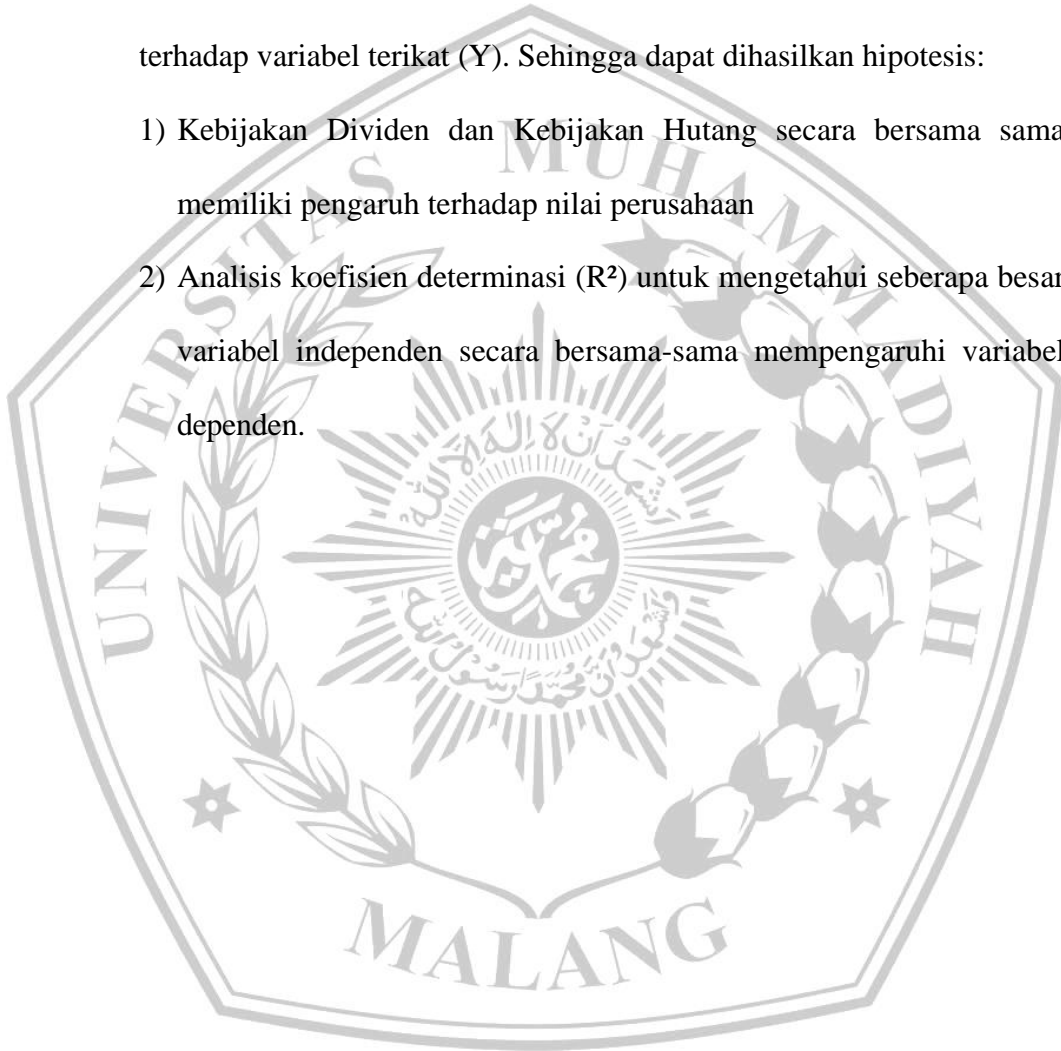 terhadap variabel terikat (Y). Sehingga dapat dihasilkan hipotesis:
1) Kebijakan Dividen dan Kebijakan Hutang secara bersama sama
memiliki pengaruh terhadap nilai perusahaan
2) Analisis koefisien determinasi (R²) untuk mengetahui seberapa besar
variabel independen secara bersama-sama mempengaruhi variabel
dependen.
UNIVERSITAS MUHAMMADIYAH
MALANG